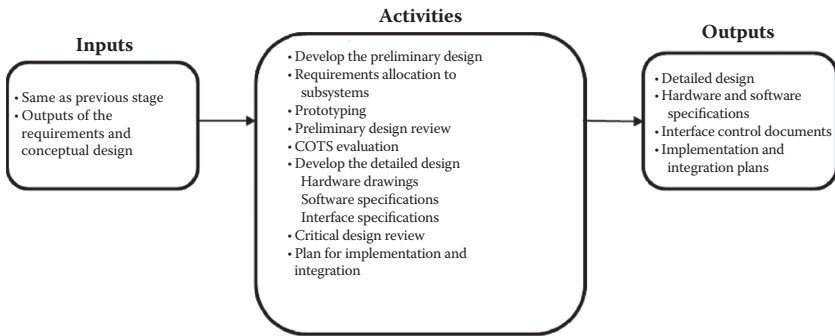 Inputs
• Same as previous stage
• Outputs of the
requirements and
conceptual design
Activities
• Develop the preliminary design
• Requirements allocation to
subsystems
• Prototyping
• Preliminary design review
• COTS evaluation
• Develop the detailed design
Hardware drawings
Software specifications
Interface specifications
• Critical design review
• Plan for implementation and
integration
Outputs
• Detailed design
• Hardware and software
specifications
• Interface control documents
• Implementation and
integration plans